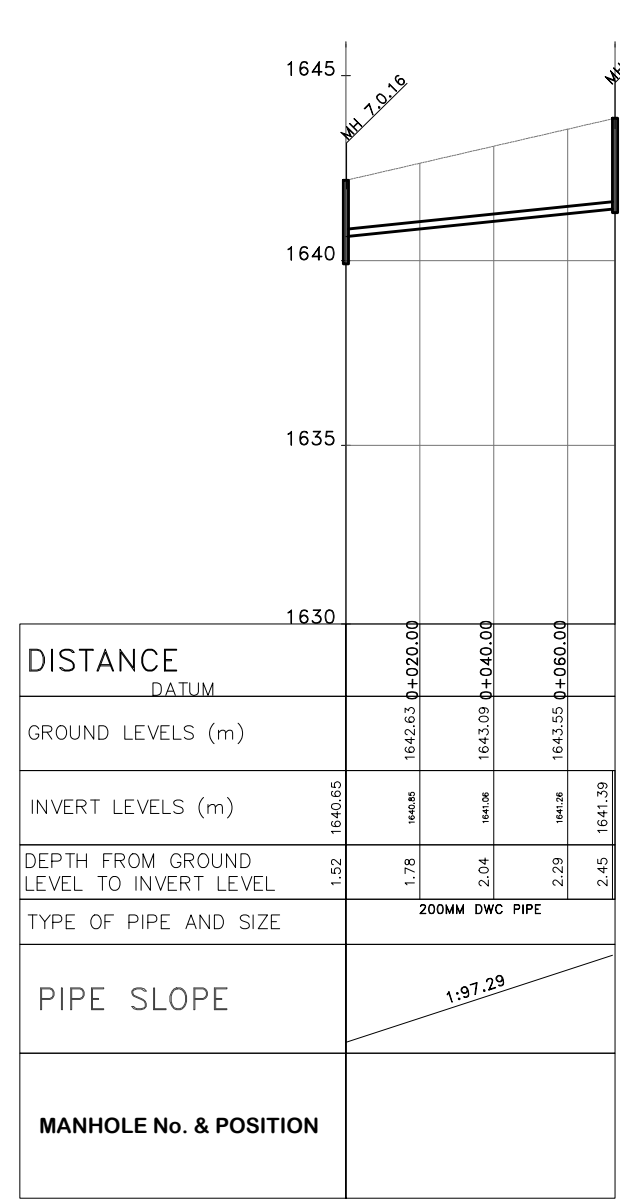 1645
MH 7.0.16
MH
1640
1635
1630
DISTANCE
DATUM
0+020.00
0+040.00
0+060.00
GROUND LEVELS (m)
1642.63
1643.09
1643.55
INVERT LEVELS (m)
1640.65
1640.85
1641.06
1641.26
1641.39
DEPTH FROM GROUND
LEVEL TO INVERT LEVEL
1.52
1.78
2.04
2.29
2.45
TYPE OF PIPE AND SIZE
200MM DWC PIPE
PIPE SLOPE
1:97.29
MANHOLE No. & POSITION